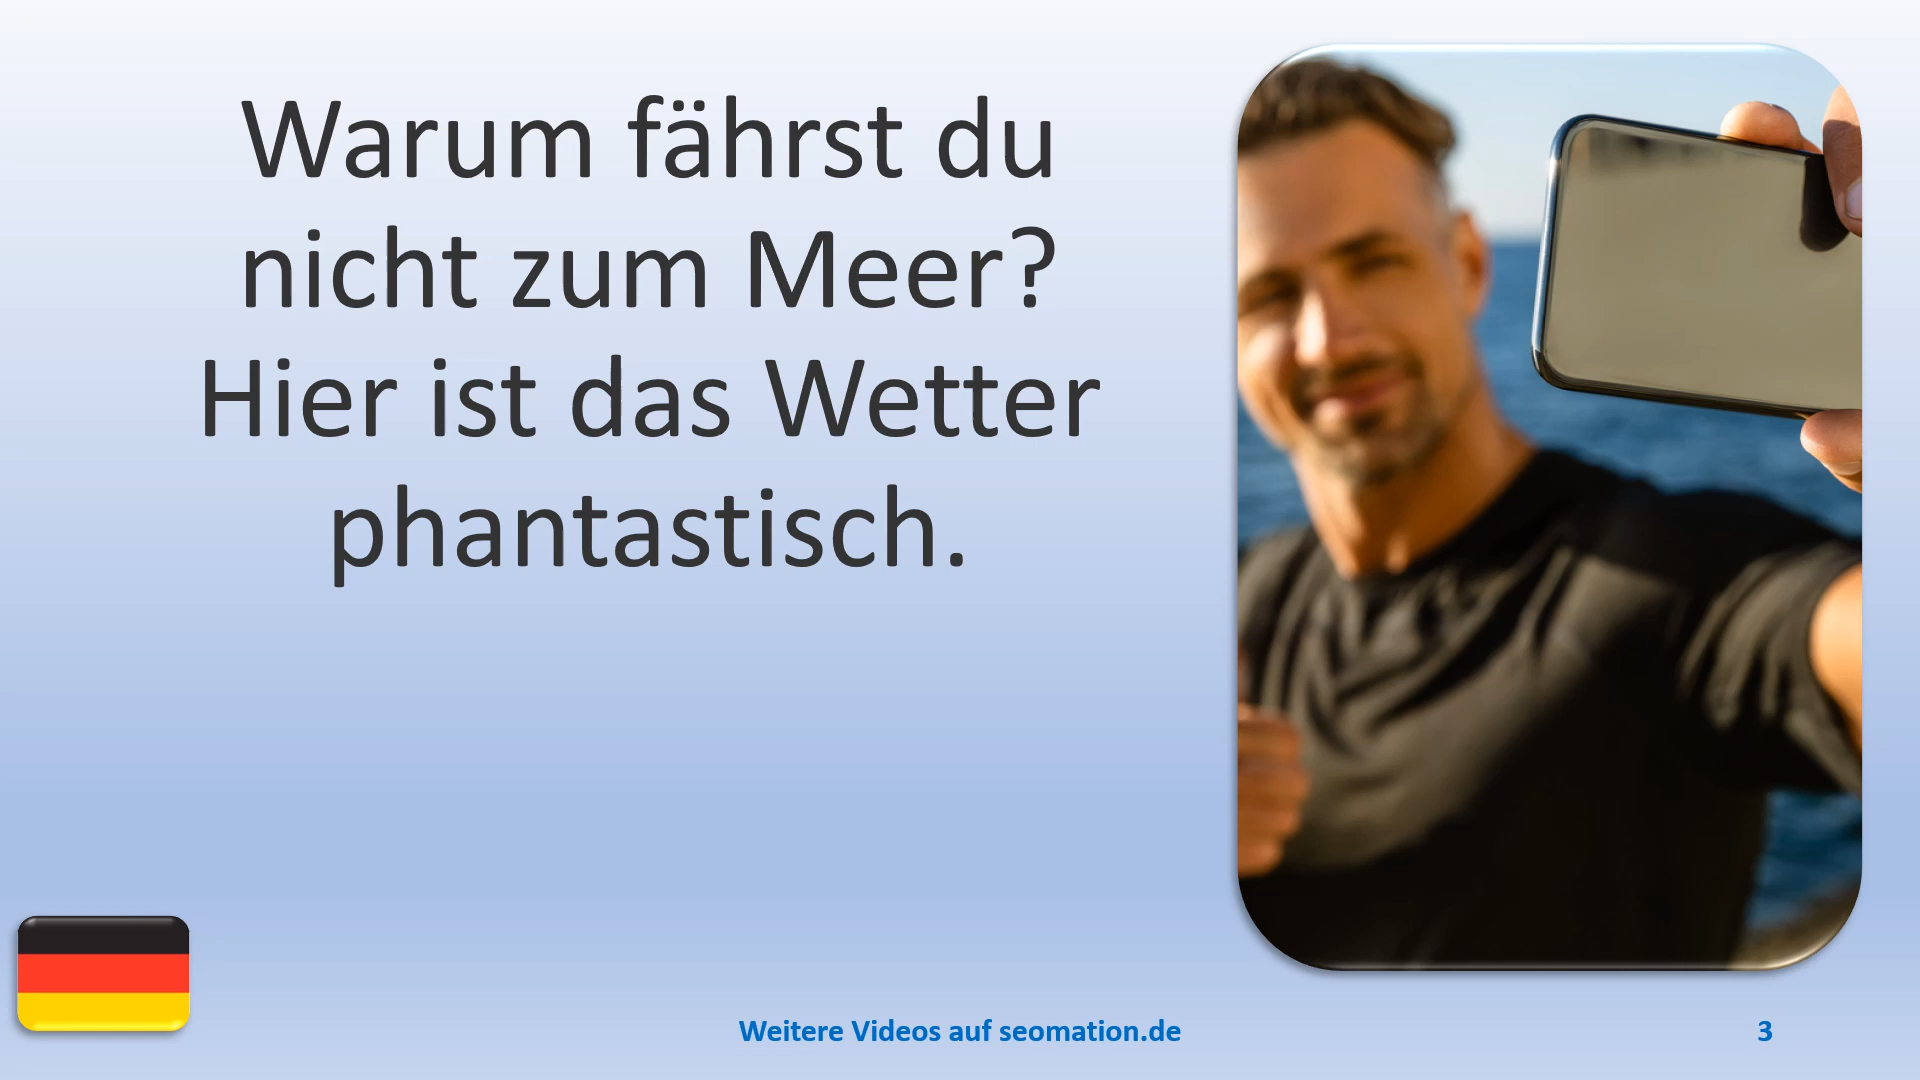 Warum fährst du
nicht zum Meer?
Hier ist das Wetter
phantastisch.
Weitere Videos auf seomation.de
3